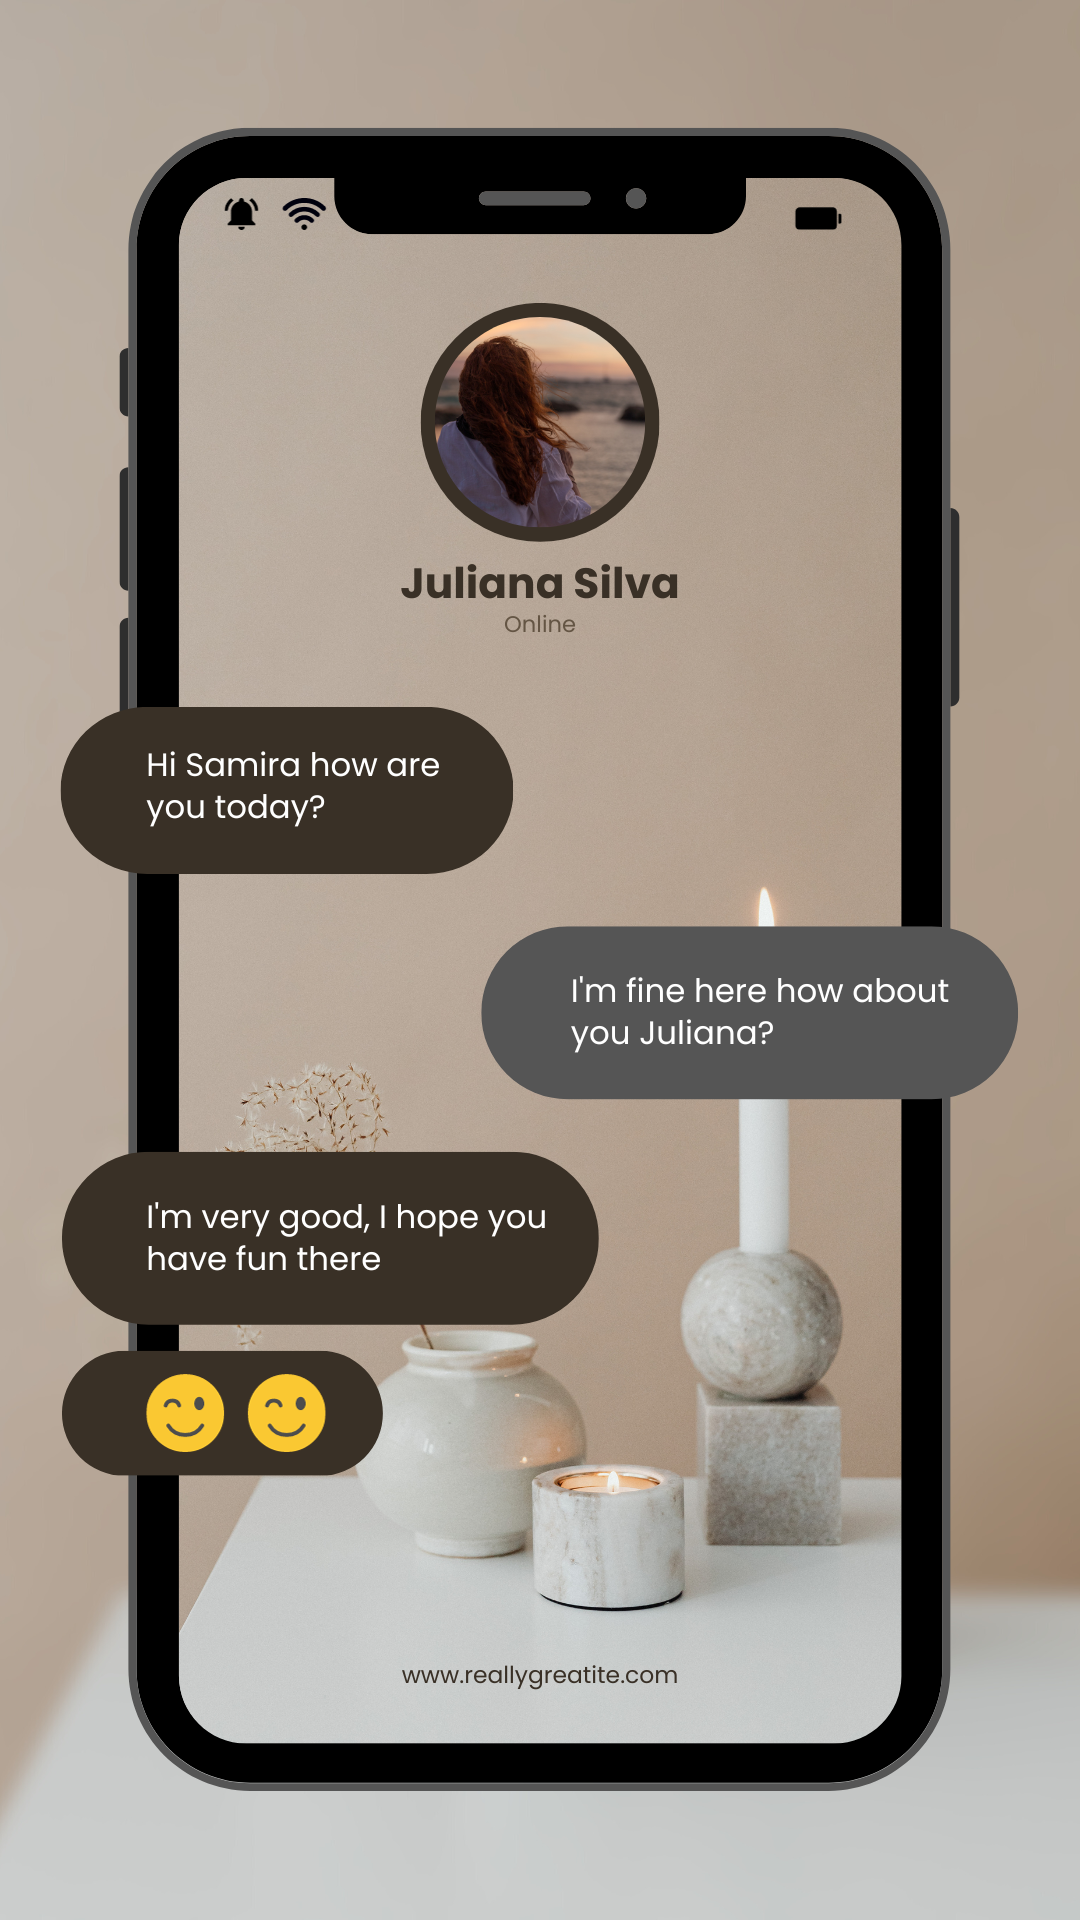 Juliana Silva
Online
Hi Samira how are
you today?
I'm fine here how about
you Juliana?
I'm very good, I hope you
have fun there
www.reallygreatite.com